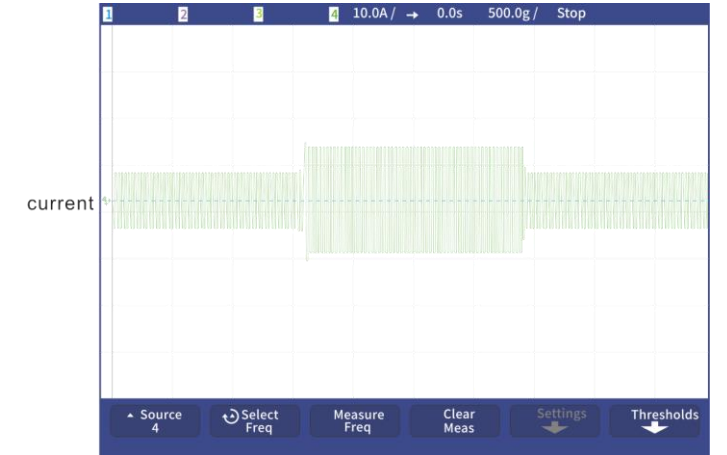 1 2 3 4 10.0A/ → 0.0s 500.0g/ Stop
current
Source
4
Select
Freq
Measure
Freq
Clear
Meas
Settings
Thresholds